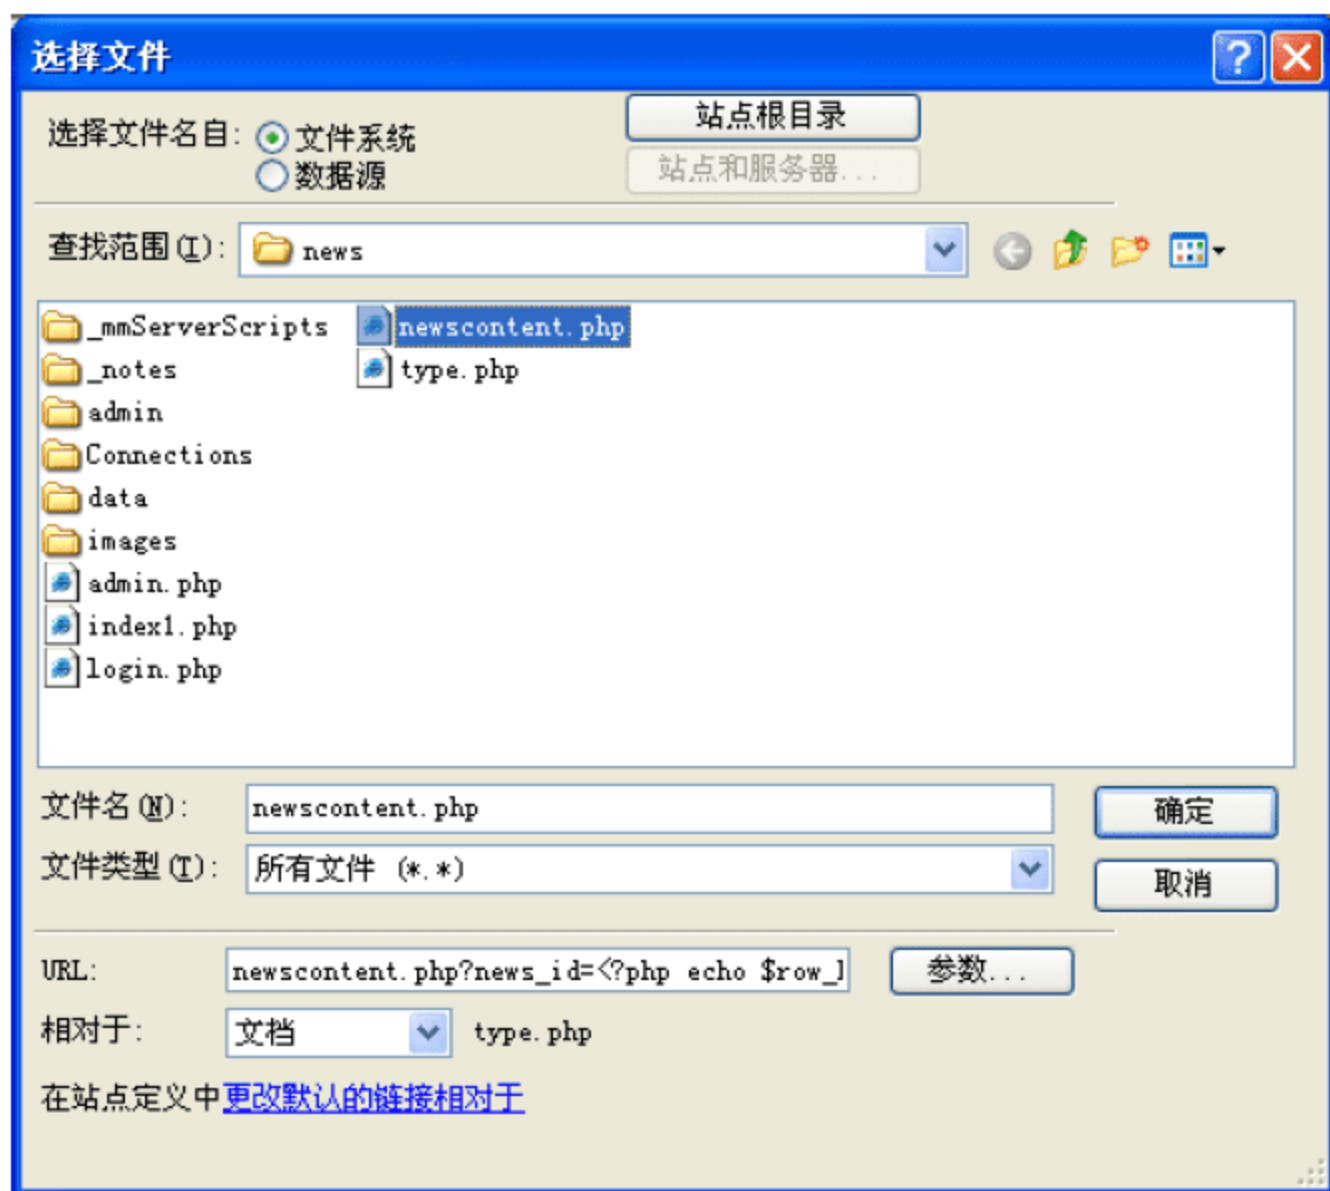 选择文件
选择文件名自: 文件系统 站点根目录
数据源 站点和服务器...
查找范围(I): news
_mmServerScripts newscontent.php
_notes type.php
admin
Connections
data
images
admin.php
index1.php
login.php
文件名(N): newscontent.php 确定
文件类型(T): 所有文件 (*.*) 取消
URL: newscontent.php?news_id=<?php echo $row_ 参数...
相对于: 文档 type.php
在站点定义中更改默认的链接相对于